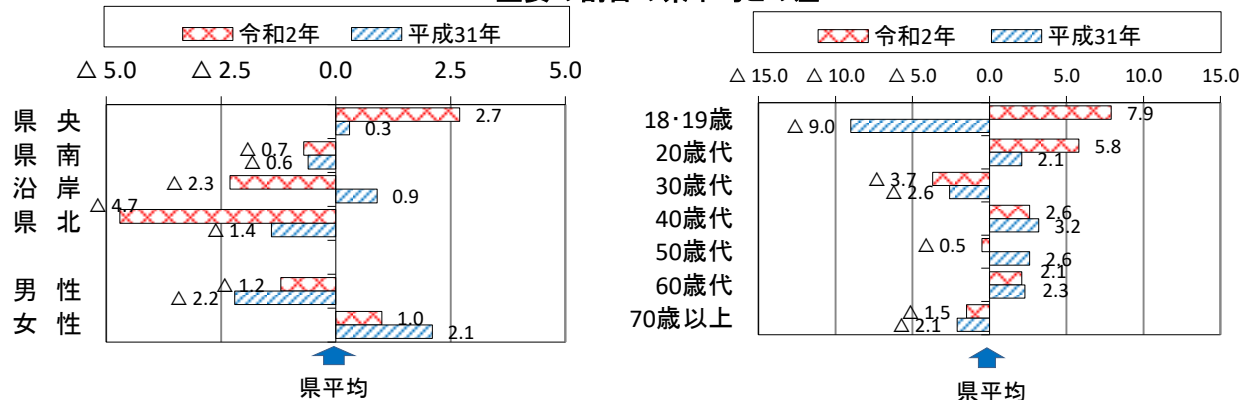 令和2年 平成31年
△ 5.0 △ 2.5 0.0 2.5 5.0
県 央 2.7
0.3
県 南 △ 0.7
△ 0.6
沿 岸 △ 2.3
0.9
県 北 △ 4.7
△ 1.4
男 性 △ 1.2
△ 2.2
女 性 1.0
2.1
県平均
令和2年 平成31年
△ 15.0 △ 10.0 △ 5.0 0.0 5.0 10.0 15.0
18･19歳 7.9
△ 9.0
20歳代 5.8
2.1
30歳代 △ 3.7
△ 2.6
40歳代 2.6
3.2
50歳代 △ 0.5
2.6
60歳代 2.1
2.3
70歳以上 △ 1.5
△ 2.1
県平均